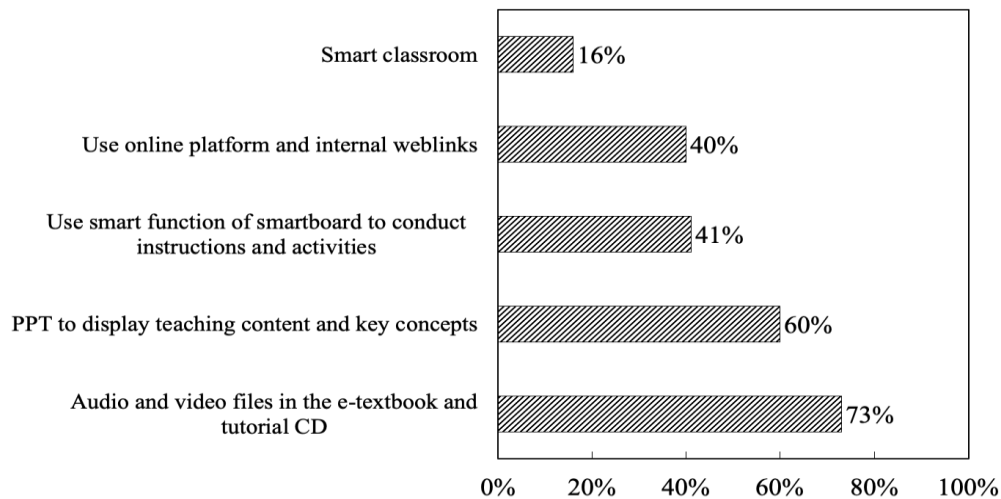 Smart classroom
16%
Use online platform and internal weblinks
40%
Use smart function of smartboard to conduct
instructions and activities
41%
PPT to display teaching content and key concepts
60%
Audio and video files in the e-textbook and
tutorial CD
73%
0% 20% 40% 60% 80% 100%